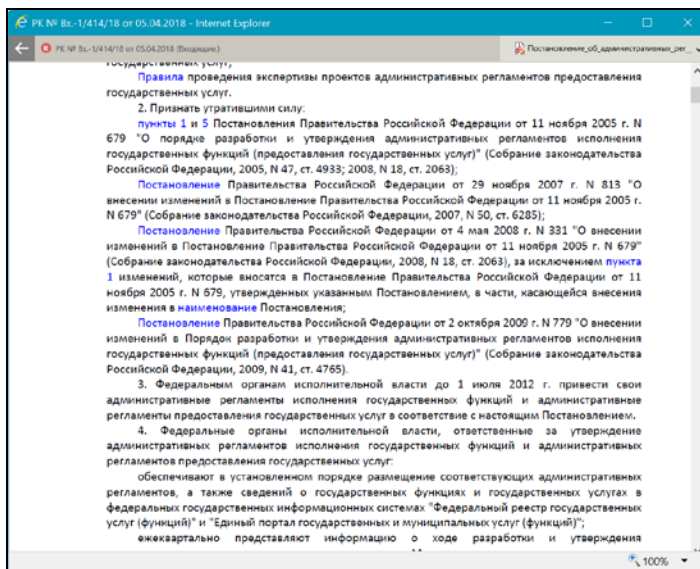 РК № Вх.-1/414/18 от 05.04.2018 - Internet Explorer
РК № Вх.-1/414/18 от 05.04.2018 (Входящие.)
Постановление_об_административных_рег_
государственных услуг;
Правила проведения экспертизы проектов административных регламентов предоставления
государственных услуг.
2. Признать утратившими силу:
пункты 1 и 5 Постановления Правительства Российской Федерации от 11 ноября 2005 г. N
679 "О порядке разработки и утверждения административных регламентов исполнения
государственных функций (предоставления государственных услуг)" (Собрание законодательства
Российской Федерации, 2005, N 47, ст. 4933; 2008, N 18, ст. 2063);
Постановление Правительства Российской Федерации от 29 ноября 2007 г. N 813 "О
внесении изменений в Постановление Правительства Российской Федерации от 11 ноября 2005 г.
N 679" (Собрание законодательства Российской Федерации, 2007, N 50, ст. 6285);
Постановление Правительства Российской Федерации от 4 мая 2008 г. N 331 "О внесении
изменений в Постановление Правительства Российской Федерации от 11 ноября 2005 г. N 679"
(Собрание законодательства Российской Федерации, 2008, N 18, ст. 2063), за исключением пункта
1 изменений, которые вносятся в Постановление Правительства Российской Федерации от 11
ноября 2005 г. N 679, утвержденных указанным Постановлением, в части, касающейся внесения
изменения в наименование Постановления;
Постановление Правительства Российской Федерации от 2 октября 2009 г. N 779 "О внесении
изменений в Порядок разработки и утверждения административных регламентов исполнения
государственных функций (предоставления государственных услуг)" (Собрание законодательства
Российской Федерации, 2009, N 41, ст. 4765).
3. Федеральным органам исполнительной власти до 1 июля 2012 г. привести свои
административные регламенты исполнения государственных функций и административные
регламенты предоставления государственных услуг в соответствие с настоящим Постановлением.
4. Федеральные органы исполнительной власти, ответственные за утверждение
административных регламентов исполнения государственных функций и административных
регламентов предоставления государственных услуг:
обеспечивают в установленном порядке размещение соответствующих административных
регламентов, а также сведений о государственных функциях и государственных услугах в
федеральных государственных информационных системах "Федеральный реестр государственных
услуг (функций)" и "Единый портал государственных и муниципальных услуг (функций)";
ежеквартально представляют информацию о ходе разработки и утверждения
100%